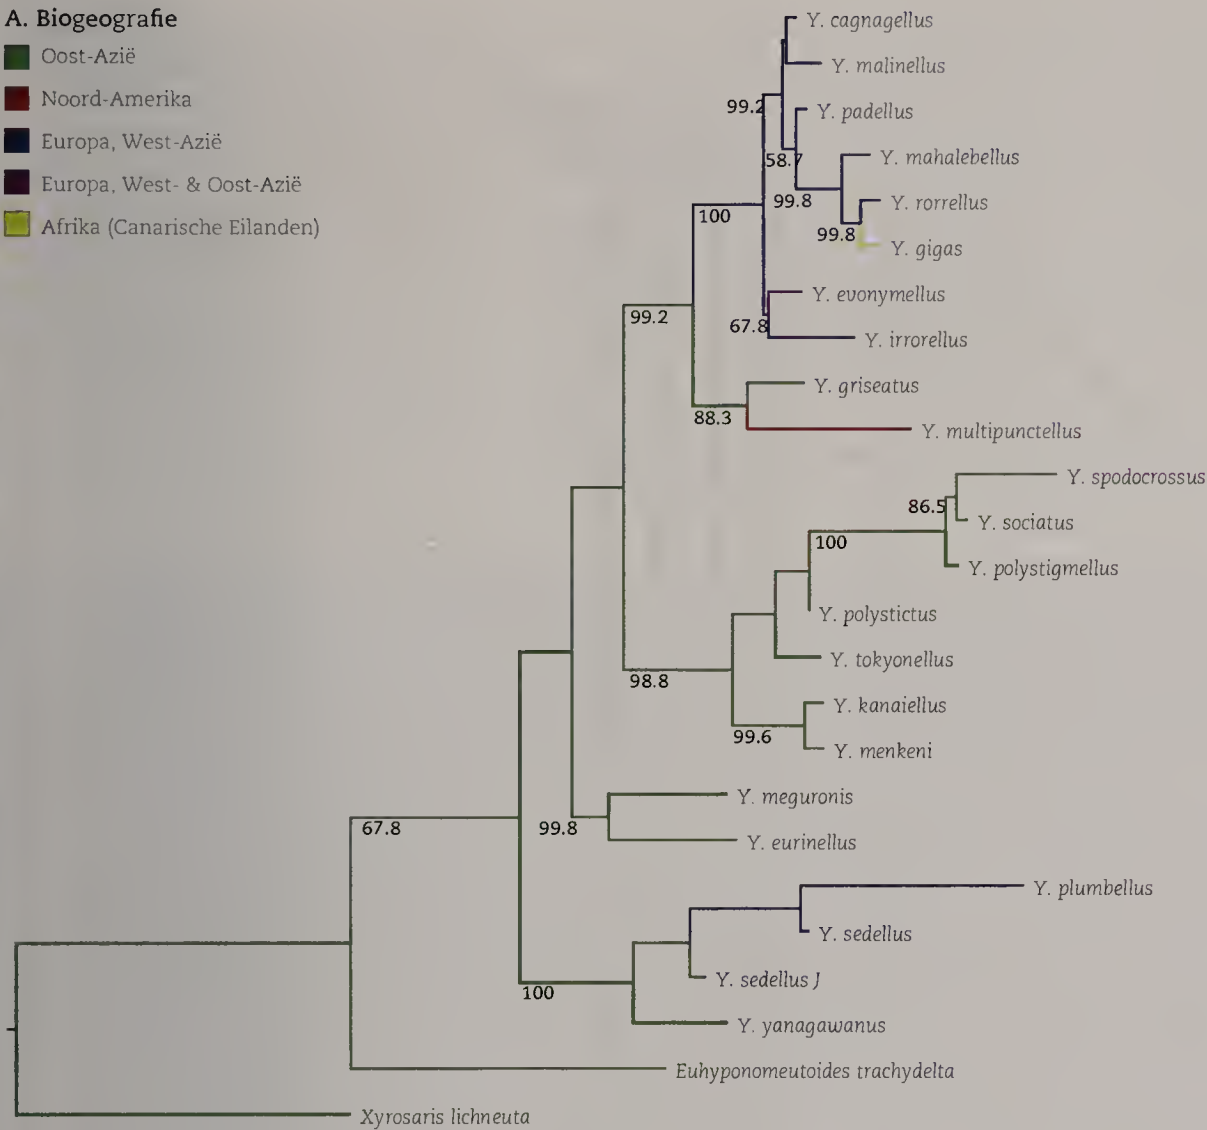 A. Biogeografie
Oost-Azië
Noord-Amerika
Europa, West-Azië
Europa, West- & Oost-Azië
Afrika (Canarische Eilanden)
Y. cagnagellus
Y. malinellus
99.2
Y. padellus
58.7
Y. mahalebellus
99.8
Y. rorrellus
100
99.8
Y. gigas
Y. evonymellus
99.2
67.8
Y. irrorellus
Y. griseatus
88.3
Y. multipunctellus
Y. spodocrossus
86.5
Y. sociatus
100
Y. polystigmellus
Y. polystictus
Y. tokyonellus
98.8
Y. kanaiellus
99.6
Y. menkeni
Y. meguronis
67.8
99.8
Y. eurinellus
Y. plumbellus
Y. sedellus
Y. sedellus J
100
Y. yanagawanus
Euhyponomeutoides trachydelta
Xyrosaris lichneuta